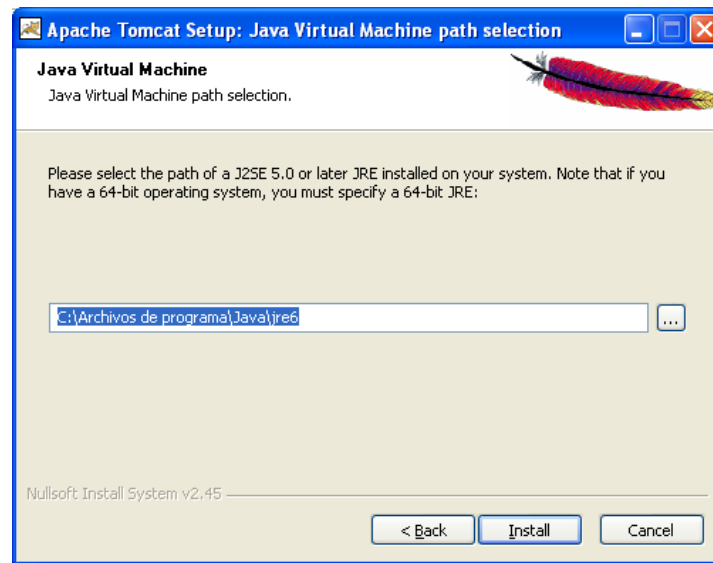 Apache Tomcat Setup: Java Virtual Machine path selection
Java Virtual Machine
Java Virtual Machine path selection.
Please select the path of a J2SE 5.0 or later JRE installed on your system. Note that if you
have a 64-bit operating system, you must specify a 64-bit JRE:
C:\Archivos de programa\Java\jre6
...
Nullsoft Install System v2.45
< Back
Install
Cancel